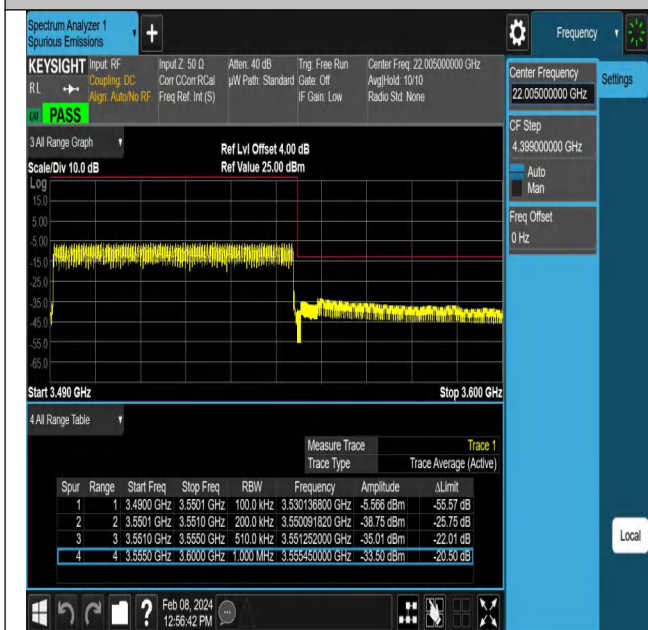 Spectrum Analyzer 1
Spurious Emissions
+
Frequency
KEYSIGHT Input: RF Input Z: 50 Ω Atten: 40 dB Trig: Free Run Center Freq: 22.005000000 GHz
RL Coupling: DC Corr CCorr RCal µW Path: Standard Gate: Off Avg|Hold: 10/10
Align: Auto/No RF Freq Ref: Int (S) IF Gain: Low Radio Std: None
PASS
Center Frequency
22.005000000 GHz
Settings
CF Step
4.399000000 GHz
Auto
Man
Freq Offset
0 Hz
Local
3 All Range Graph
Ref Lvl Offset 4.00 dB
Scale/Div 10.0 dB Ref Value 25.00 dBm
Log
15.0
5.00
-5.00
-15.0
-25.0
-35.0
-45.0
-55.0
-65.0
Start 3.490 GHz Stop 3.600 GHz
4 All Range Table
Measure Trace Trace 1
Trace Type Trace Average (Active)
Spur Range Start Freq Stop Freq RBW Frequency Amplitude ΔLimit
1 1 3.4900 GHz 3.5501 GHz 100.0 kHz 3.530136800 GHz -5.566 dBm -55.57 dB
2 2 3.5501 GHz 3.5510 GHz 200.0 kHz 3.550091820 GHz -38.75 dBm -25.75 dB
3 3 3.5510 GHz 3.5550 GHz 510.0 kHz 3.551252000 GHz -35.01 dBm -22.01 dB
4 4 3.5550 GHz 3.6000 GHz 1.000 MHz 3.555450000 GHz -33.50 dBm -20.50 dB
?
Feb 08, 2024
12:56:42 PM